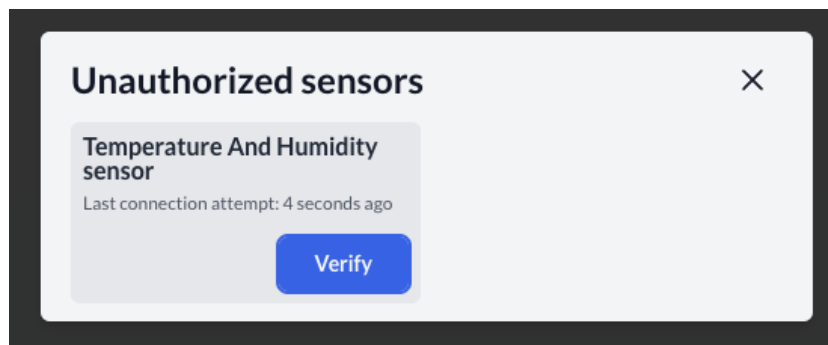 Unauthorized sensors
Temperature And Humidity
sensor
Last connection attempt: 4 seconds ago
Verify